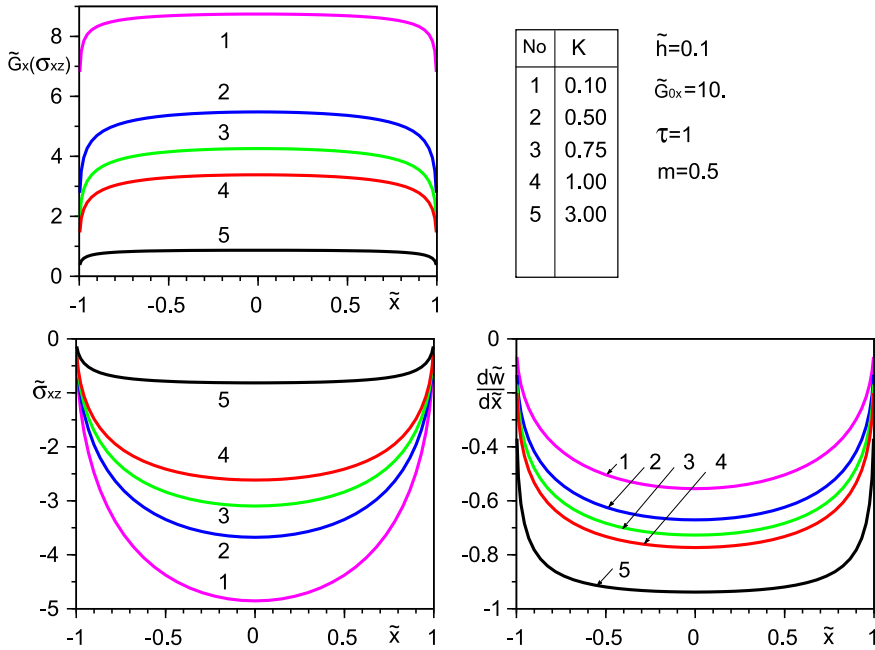 8
G̃x(σxz)
6
4
2
0
1
2
3
4
5
-1 -0.5 0 0.5 1
x̃
No K
1 0.10
2 0.50
3 0.75
4 1.00
5 3.00
h̃=0.1
G̃0x=10.
τ=1
m=0.5
0
σ̃xz
-2
-3
-4
-5
5
4
3
2
1
-1 -0.5 0 0.5 1
x̃
0
dw̃
dx̃
-0.4
-0.6
-0.8
-1
1 2 3 4
5
-1 -0.5 0 0.5 1
x̃